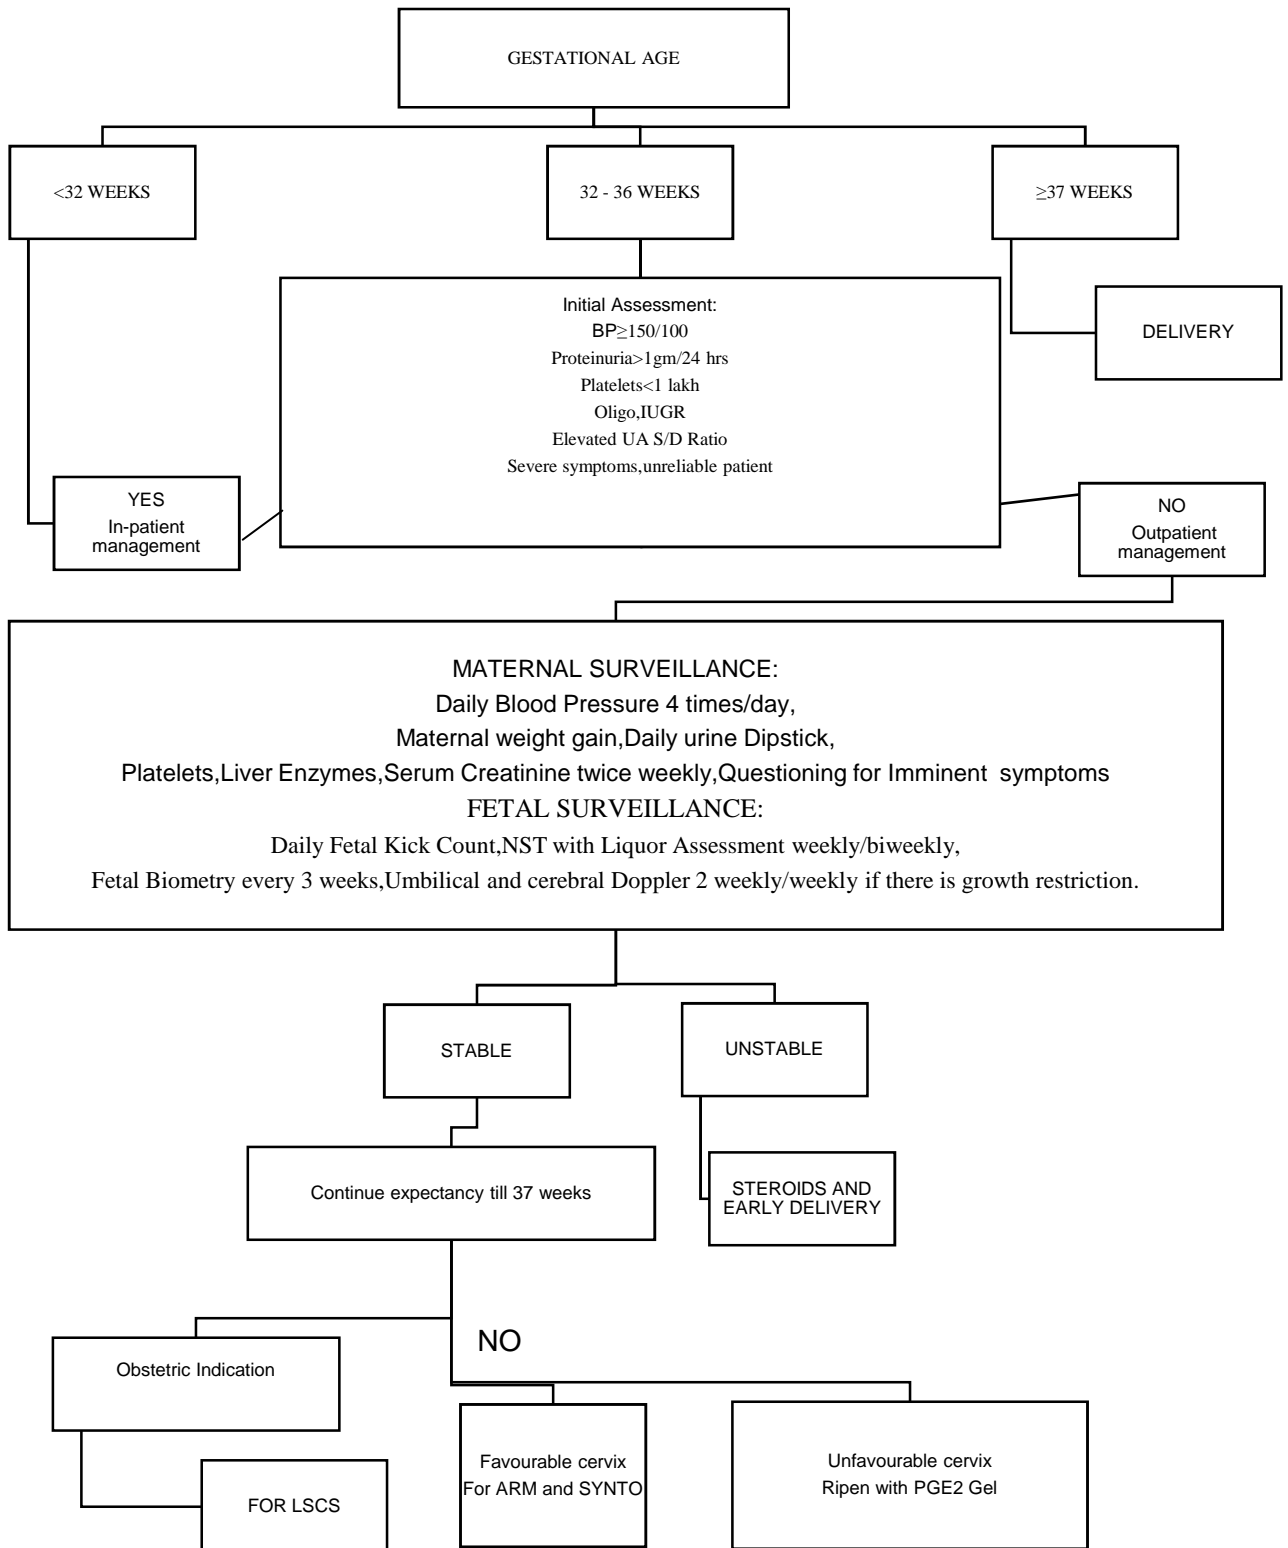 GESTATIONAL AGE
<32 WEEKS
32 - 36 WEEKS
≥37 WEEKS
Initial Assessment:
BP≥150/100
Proteinuria>1gm/24 hrs
Platelets<1 lakh
Oligo,IUGR
Elevated UA S/D Ratio
Severe symptoms,unreliable patient
DELIVERY
YES
In-patient
management
NO
Outpatient
management
MATERNAL SURVEILLANCE:
Daily Blood Pressure 4 times/day,
Maternal weight gain,Daily urine Dipstick,
Platelets,Liver Enzymes,Serum Creatinine twice weekly,Questioning for Imminent symptoms
FETAL SURVEILLANCE:
Daily Fetal Kick Count,NST with Liquor Assessment weekly/biweekly,
Fetal Biometry every 3 weeks,Umbilical and cerebral Doppler 2 weekly/weekly if there is growth restriction.
STABLE
UNSTABLE
Continue expectancy till 37 weeks
STEROIDS AND
EARLY DELIVERY
NO
Obstetric Indication
FOR LSCS
Favourable cervix
For ARM and SYNTO
Unfavourable cervix
Ripen with PGE2 Gel